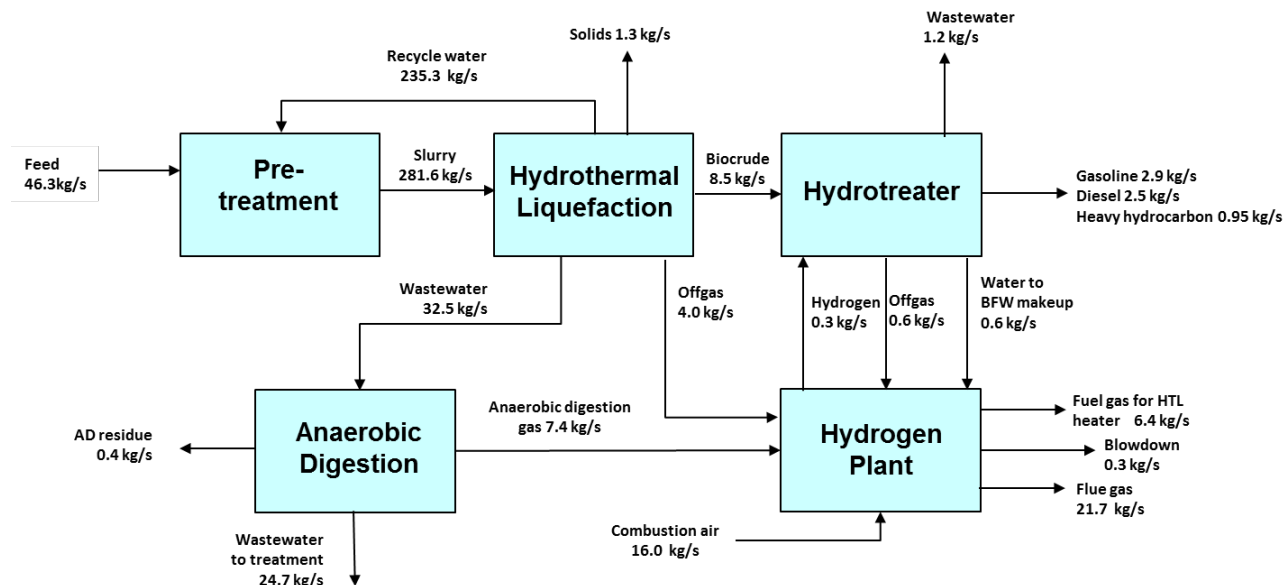 Wastewater
1.2 kg/s
Solids 1.3 kg/s
Recycle water
235.3 kg/s
Feed
46.3kg/s
Pre-
treatment
Slurry
281.6 kg/s
Hydrothermal
Liquefaction
Biocrude
8.5 kg/s
Hydrotreater
Gasoline 2.9 kg/s
Diesel 2.5 kg/s
Heavy hydrocarbon 0.95 kg/s
Wastewater
32.5 kg/s
Offgas
4.0 kg/s
Hydrogen
0.3 kg/s
Offgas
0.6 kg/s
Water to
BFW makeup
0.6 kg/s
AD residue
0.4 kg/s
Anaerobic
Digestion
Anaerobic digestion
gas 7.4 kg/s
Hydrogen
Plant
Fuel gas for HTL
heater 6.4 kg/s
Blowdown
0.3 kg/s
Flue gas
21.7 kg/s
Combustion air
16.0 kg/s
Wastewater
to treatment
24.7 kg/s